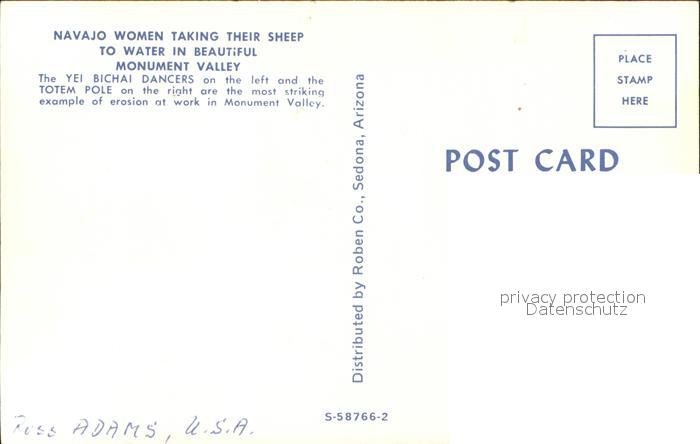 NAVAJO WOMEN TAKING THEIR SHEEP
TO WATER IN BEAUTIFUL
MONUMENT VALLEY
The YEI BICHAI DANCERS on the left and the
TOTEM POLE on the right are the most striking
example of erosion at work in Monument Valley.
Distributed by Roben Co., Sedona, Arizona
S-58766-2
PLACE
STAMP
HERE
POST CARD
privacy protection
Datenschutz
ADAMS, U.S.A.